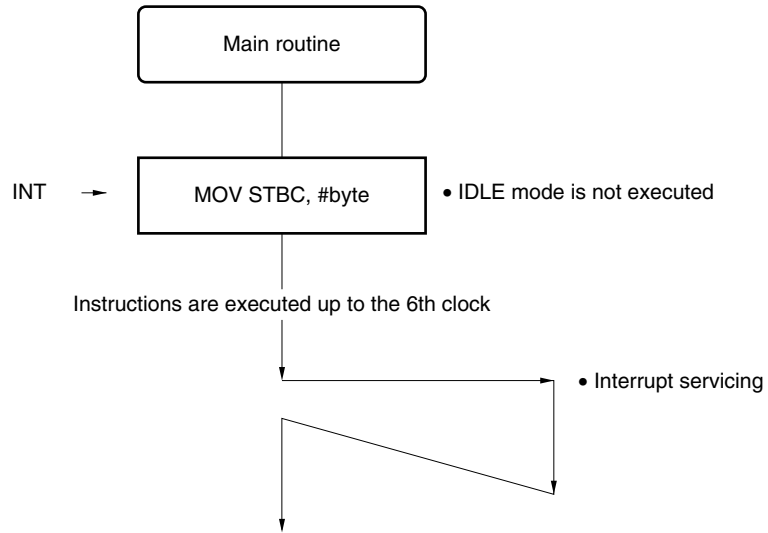 Main routine
INT
MOV STBC, #byte
• IDLE mode is not executed
Instructions are executed up to the 6th clock
• Interrupt servicing